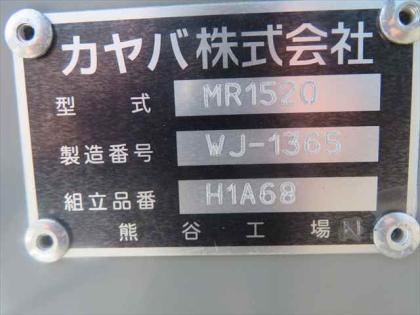 カヤバ株式会社
型式 MR1520
製造番号 WJ-1365
組立品番 H1A68
熊谷工場 N